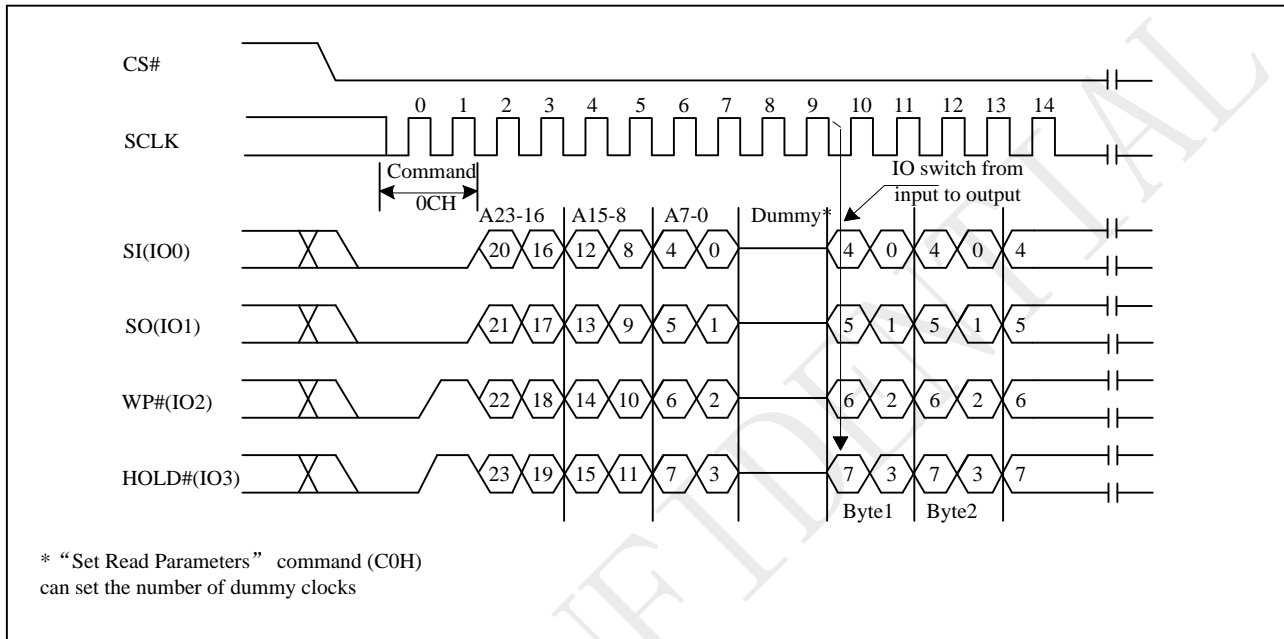 CS#
0 1 2 3 4 5 6 7 8 9 10 11 12 13 14
SCLK
Command
0CH
IO switch from
input to output
A23-16 A15-8 A7-0 Dummy*
SI(IO0) 20 16 12 8 4 0 4 0 4 0 4
SO(IO1) 21 17 13 9 5 1 5 1 5 1 5
WP#(IO2) 22 18 14 10 6 2 6 2 6 2 6
HOLD#(IO3) 23 19 15 11 7 3 7 3 7 3 7
Byte1 Byte2
* “Set Read Parameters” command (C0H)
can set the number of dummy clocks
FIDENTIAL